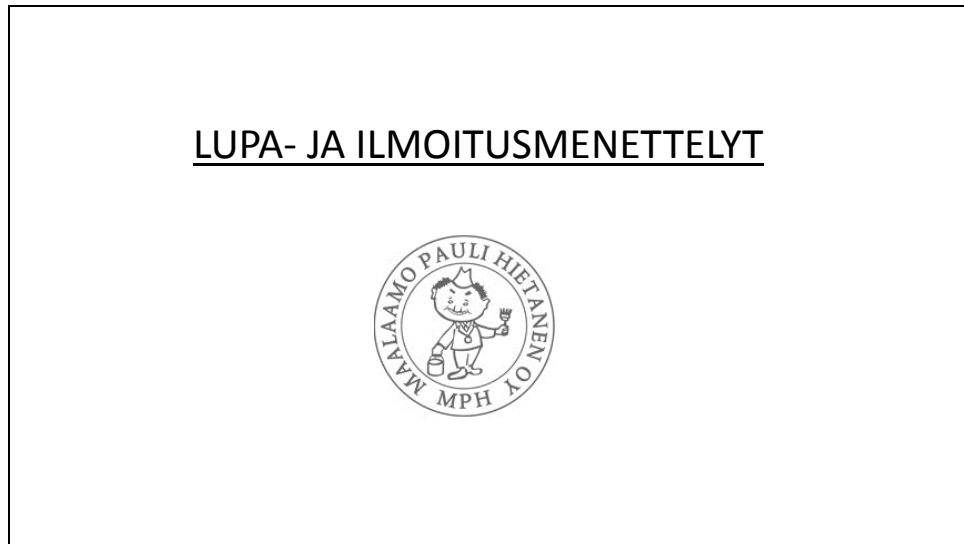 LUPA- JA ILMOITUSMENETTELYT
MAALAAMO PAULI HIETANEN OY
MPH